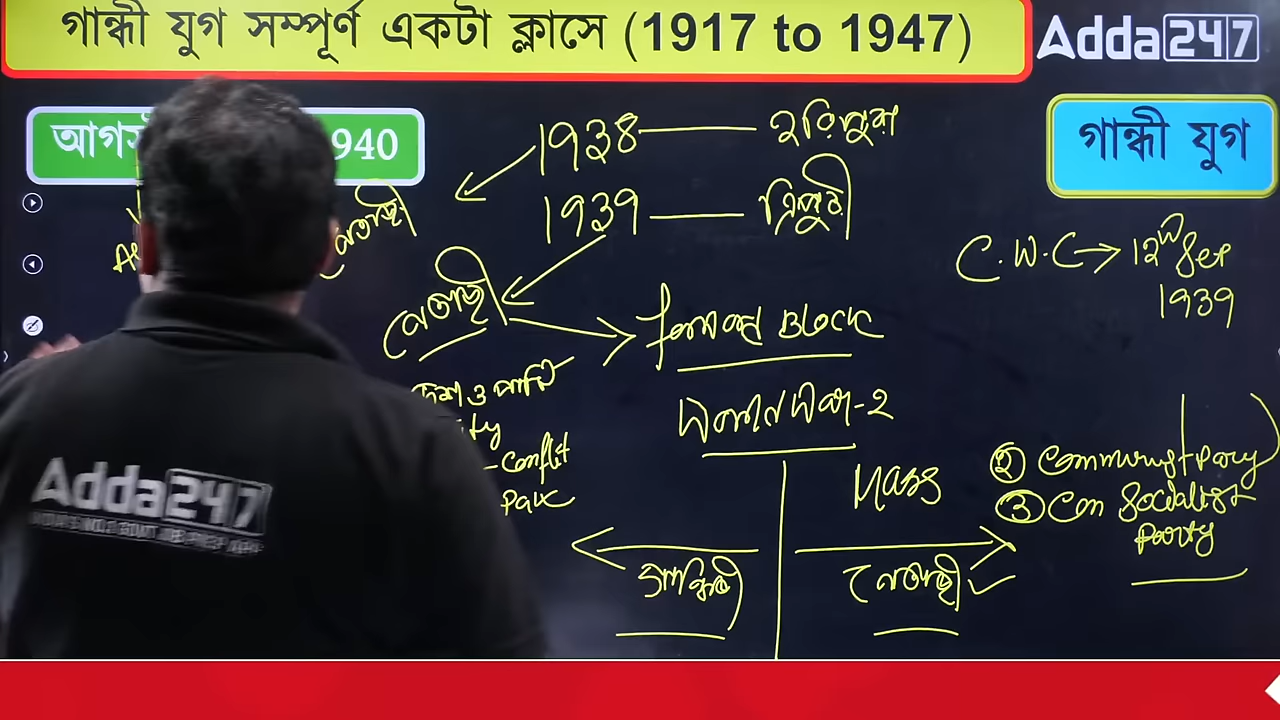 গান্ধী যুগ সম্পূর্ণ একটা ক্লাসে (1917 to 1947)
Adda247
940
গান্ধী যুগ
1938 — হরিপুরা
1939 — ত্রিপুরী
নেতাজী
C.W.C → 12th Sep
1939
নেতাজী
Forward Block
World War-2
Conflit
Mass
② Communist Party
③ Con Socialist
Party
গান্ধিজী
নেতাজী
Adda247